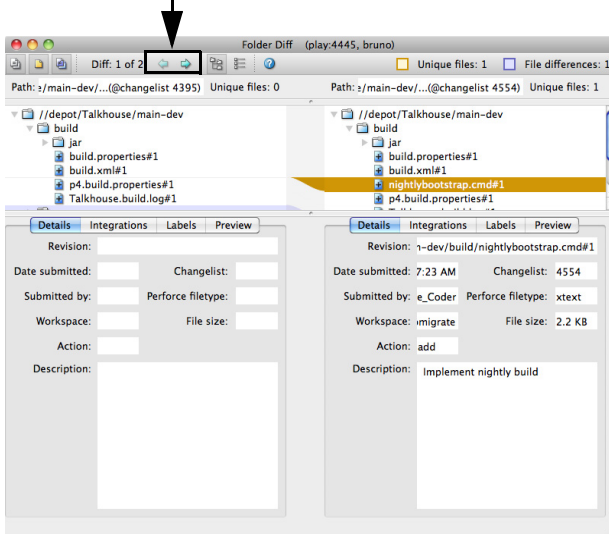 Folder Diff (play:4445, bruno)
Diff: 1 of 2
Unique files: 1
File differences: 1
Path: :/main-dev/...(@changelist 4395) Unique files: 0
Path: :/main-dev/...(@changelist 4554) Unique files: 1
//depot/Talkhouse/main-dev
build
jar
build.properties#1
build.xml#1
p4.build.properties#1
Talkhouse.build.log#1
//depot/Talkhouse/main-dev
build
jar
build.properties#1
build.xml#1
nightlybootstrap.cmd#1
p4.build.properties#1
Details Integrations Labels Preview
Revision:
Date submitted: Changelist:
Submitted by: Perforce filetype:
Workspace: File size:
Action:
Description:
Details Integrations Labels Preview
Revision: n-dev/build/nightlybootstrap.cmd#1
Date submitted: 7:23 AM Changelist: 4554
Submitted by: e_Coder Perforce filetype: xtext
Workspace: omigrate File size: 2.2 KB
Action: add
Description: Implement nightly build